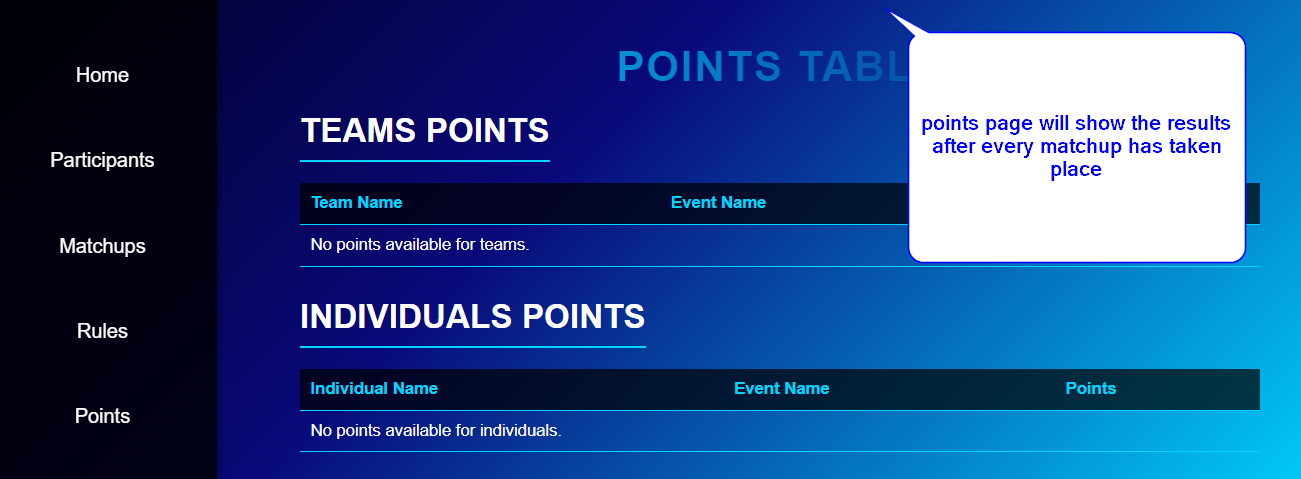 Home
Participants
Matchups
Rules
Points
POINTS TABL
TEAMS POINTS
Team Name Event Name
No points available for teams.
INDIVIDUALS POINTS
Individual Name Event Name Points
No points available for individuals.
points page will show the results
after every matchup has taken
place